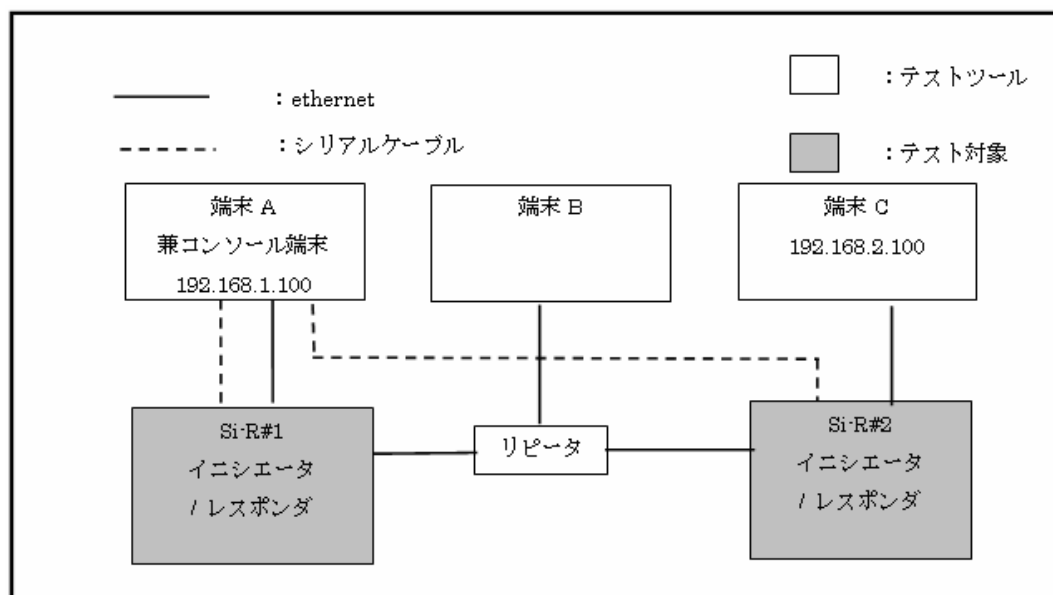 ：ethernet
：シリアルケーブル
：テストツール
：テスト対象
端末 A
兼コンソール端末
192.168.1.100
端末 B
端末 C
192.168.2.100
Si-R#1
イニシエータ
/ レスポンダ
リピータ
Si-R#2
イニシエータ
/ レスポンダ